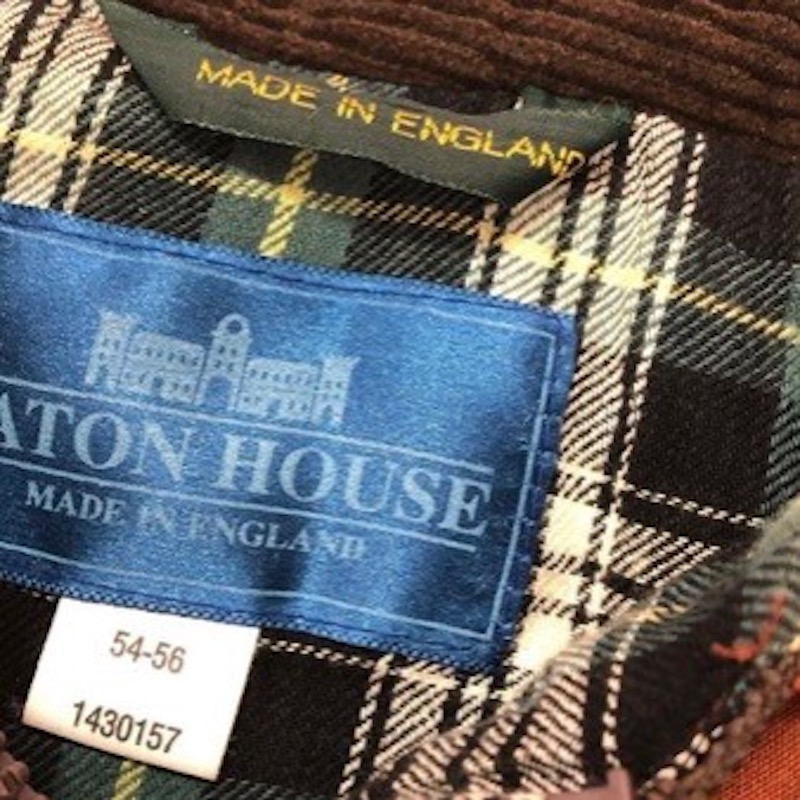 MADE IN ENGLAND
ATON HOUSE
MADE IN ENGLAND
54-56
1430157